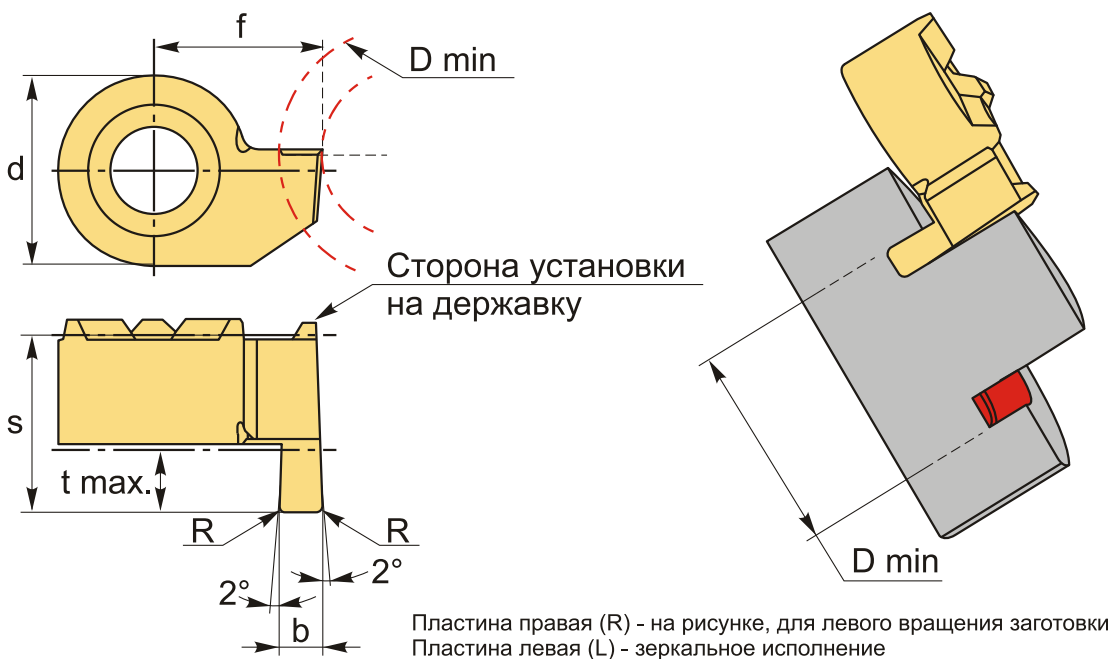 f
D min
d
Сторона установки
на державку
s
t max.
R
R
2°
2°
b
D min
Пластина правая (R) - на рисунке, для левого вращения заготовки
Пластина левая (L) - зеркальное исполнение